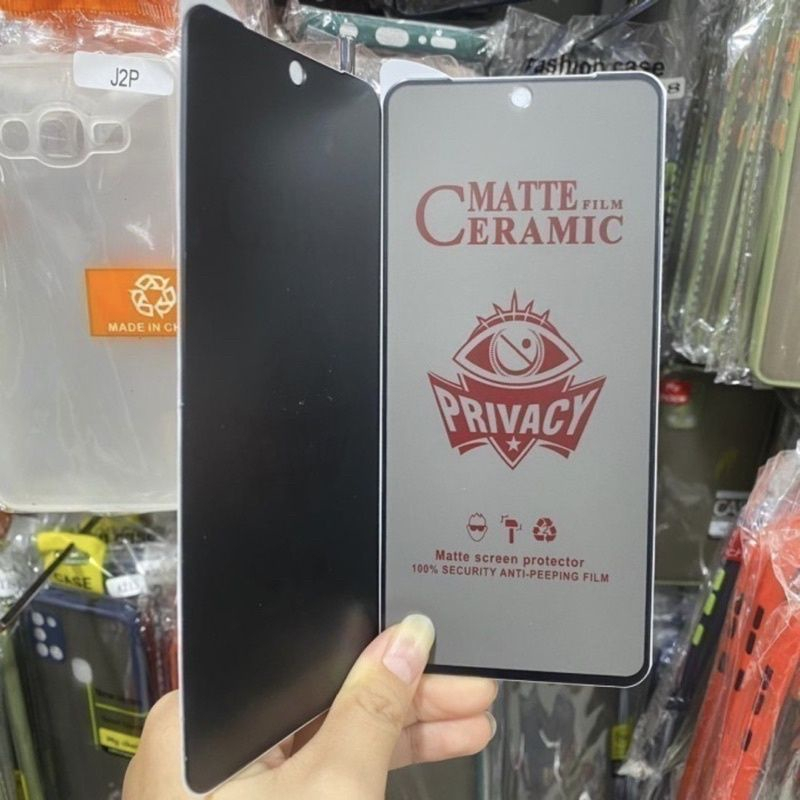 J2P
fashion case
MATTE FILM
CERAMIC
MADE IN CH
PRIVACY
Matte screen protector
100% SECURITY ANTI-PEEPING FILM
CASE